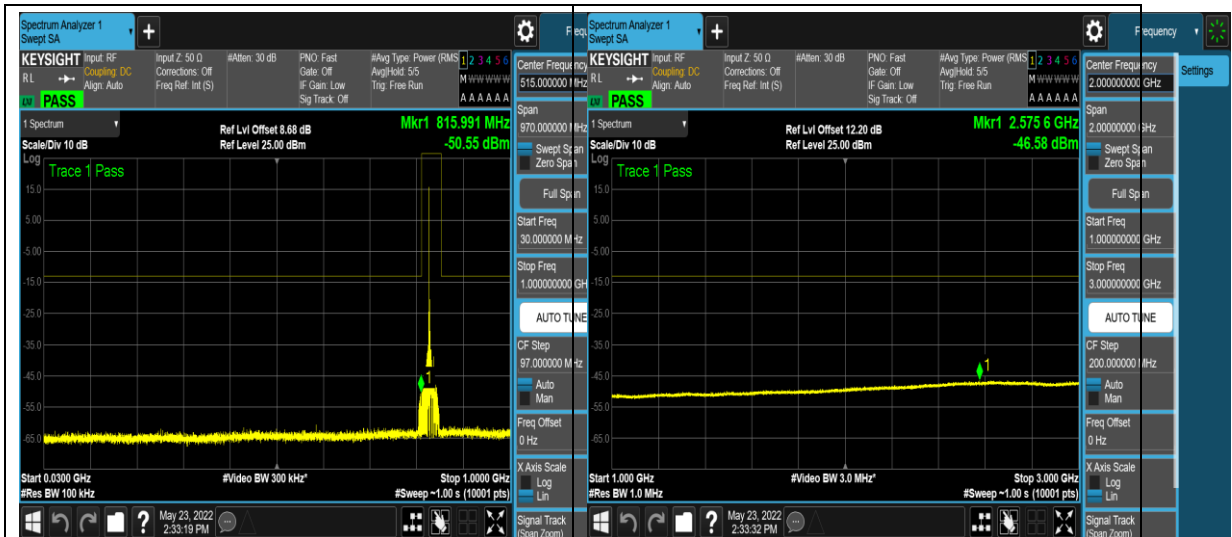 Spectrum Analyzer 1
Swept SA
+
KEYSIGHT
RL
PASS
Input: RF
Coupling: DC
Align: Auto
Input Z: 50 Ω
Corrections: Off
Freq Ref: Int (S)
#Atten: 30 dB
PNO: Fast
Gate: Off
IF Gain: Low
Sig Track: Off
#Avg Type: Power (RMS
Avg|Hold: 5/5
Trig: Free Run
1 2 3 4 5 6
M W W W W W
A A A A A A
1 Spectrum
Scale/Div 10 dB
Ref Lvl Offset 8.68 dB
Ref Level 25.00 dBm
Mkr1 815.991 MHz
-50.55 dBm
Log
Trace 1 Pass
15.0
5.00
-5.00
-15.0
-25.0
-35.0
-45.0
-55.0
-65.0
1
Start 0.0300 GHz
#Res BW 100 kHz
#Video BW 300 kHz*
Stop 1.0000 GHz
#Sweep ~1.00 s (10001 pts)
?
May 23, 2022
2:33:19 PM
Frequ
Center Frequency
515.000000 MHz
Span
970.000000 MHz
Swept Span
Zero Span
Full Span
Start Freq
30.000000 MHz
Stop Freq
1.000000000 GH
AUTO TUNE
CF Step
97.000000 MHz
Auto
Man
Freq Offset
0 Hz
X Axis Scale
Log
Lin
Signal Track
(Span Zoom)
Spectrum Analyzer 1
Swept SA
+
KEYSIGHT
RL
PASS
Input: RF
Coupling: DC
Align: Auto
Input Z: 50 Ω
Corrections: Off
Freq Ref: Int (S)
#Atten: 30 dB
PNO: Fast
Gate: Off
IF Gain: Low
Sig Track: Off
#Avg Type: Power (RMS
Avg|Hold: 5/5
Trig: Free Run
1 2 3 4 5 6
M W W W W W
A A A A A A
1 Spectrum
Scale/Div 10 dB
Ref Lvl Offset 12.20 dB
Ref Level 25.00 dBm
Mkr1 2.575 6 GHz
-46.58 dBm
Log
Trace 1 Pass
15.0
5.00
-5.00
-15.0
-25.0
-35.0
-45.0
-55.0
-65.0
1
Start 1.000 GHz
#Res BW 1.0 MHz
#Video BW 3.0 MHz*
Stop 3.000 GHz
#Sweep ~1.00 s (10001 pts)
?
May 23, 2022
2:33:32 PM
Frequency
Settings
Center Frequency
2.000000000 GHz
Span
2.00000000 GHz
Swept Span
Zero Span
Full Span
Start Freq
1.000000000 GHz
Stop Freq
3.000000000 GHz
AUTO TUNE
CF Step
200.000000 MHz
Auto
Man
Freq Offset
0 Hz
X Axis Scale
Log
Lin
Signal Track
(Span Zoom)